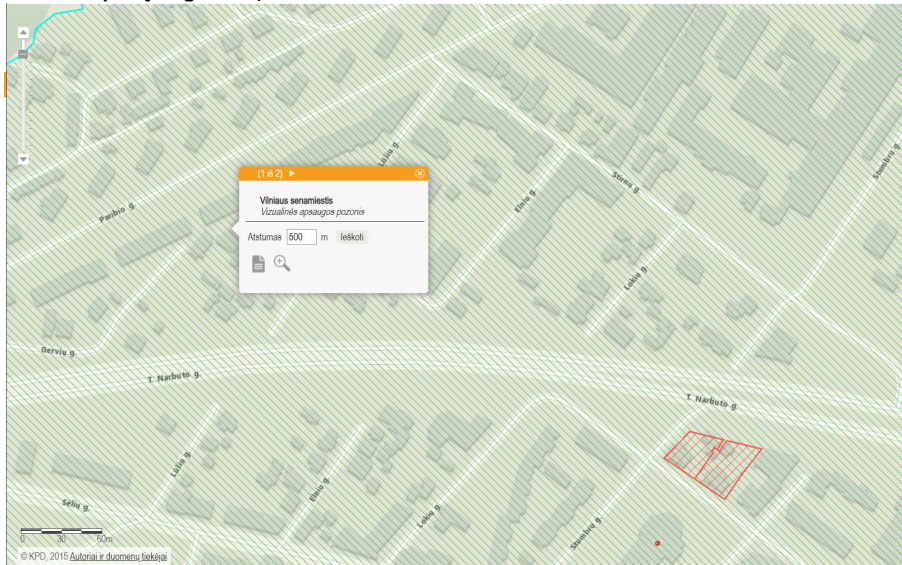 Lūšių g.
Stirnų g.
Stumbrų g.
Elnių g.
Paribio g.
(1 iš 2)
Vilniaus senamiestis
Vizualinės apsaugos pozonis
Atstumas 500 m Ieškoti
Lokių g.
Gervių g.
T. Narbuto g.
T. Narbuto g.
Lūšių g.
Elnių g.
Sėlių g.
Lokių g.
Stumbrų g.
0 30 60m
© KPD, 2015 Autoriai ir duomenų tiekėjai